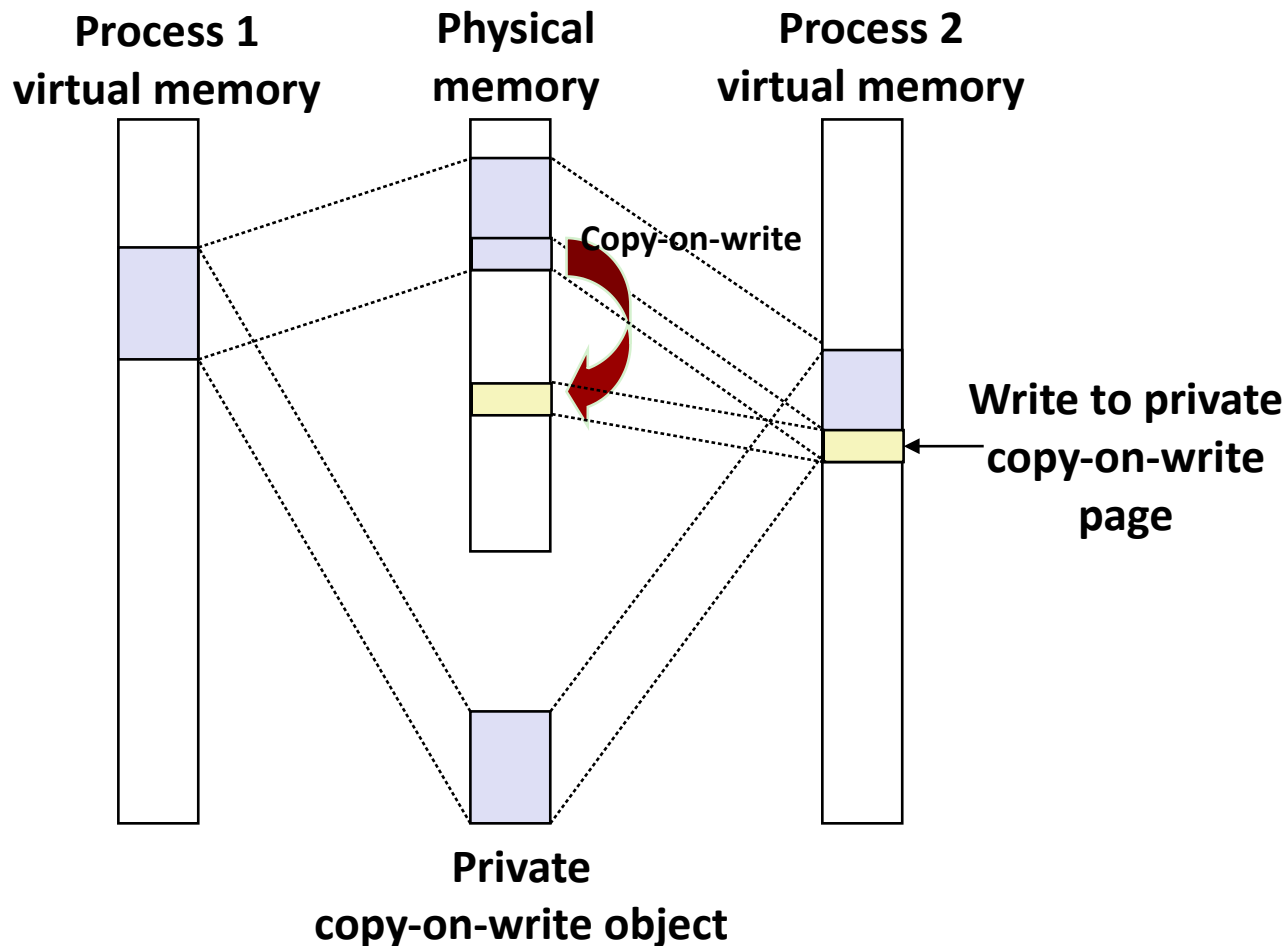 Process 1
virtual memory
Physical
memory
Process 2
virtual memory
Copy-on-write
Write to private
copy-on-write
page
Private
copy-on-write object